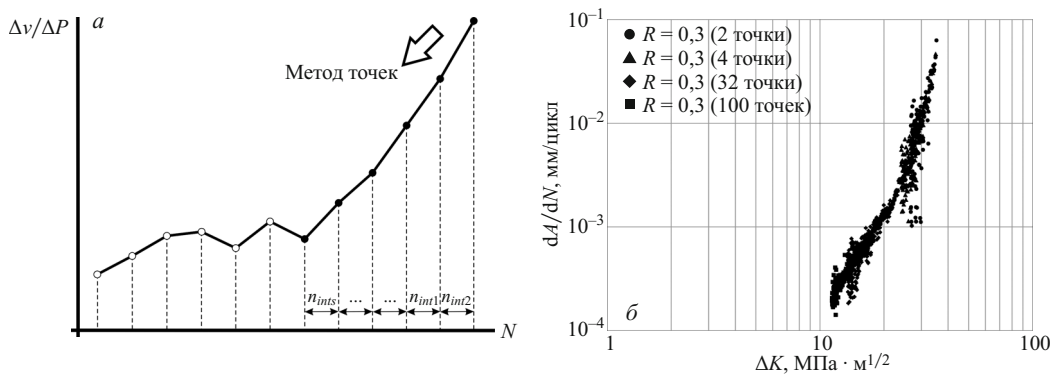 Δv/ΔP
а
Метод точек
n_ints ... ... n_int1 n_int2
N
10⁻¹
10⁻²
10⁻³
10⁻⁴
dA/dN, мм/цикл
● R = 0,3 (2 точки)
▲ R = 0,3 (4 точки)
◆ R = 0,3 (32 точки)
■ R = 0.3 (100 точек)
б
1 10 100
ΔK, МПа · м^1/2